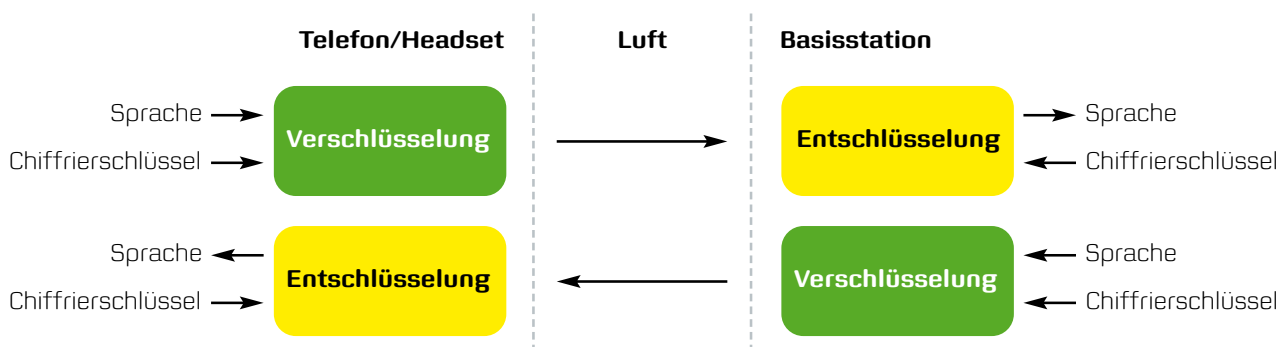 Telefon/Headset
Luft
Basisstation
Sprache
Chiffrierschlüssel
Verschlüsselung
Entschlüsselung
Sprache
Chiffrierschlüssel
Sprache
Chiffrierschlüssel
Entschlüsselung
Verschlüsselung
Sprache
Chiffrierschlüssel